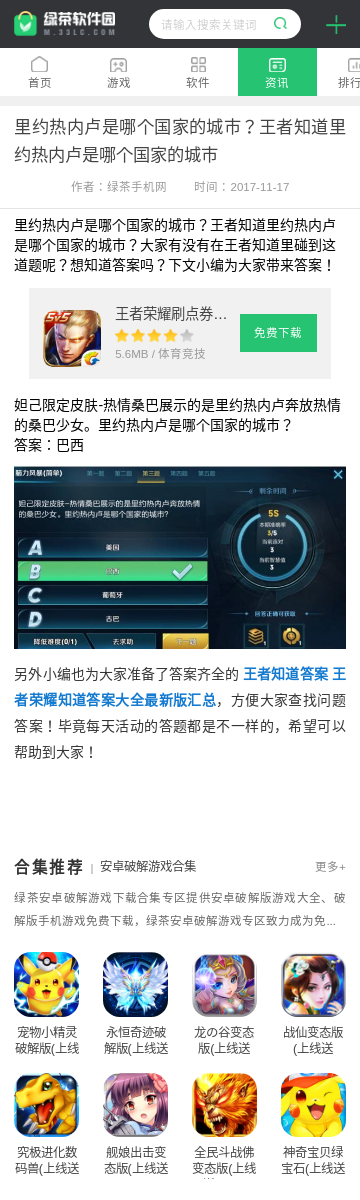 绿茶软件园
M.33LC.COM
请输入搜索关键词
首页
游戏
软件
资讯
排行
里约热内卢是哪个国家的城市？王者知道里
约热内卢是哪个国家的城市
作者：绿茶手机网 时间：2017-11-17
里约热内卢是哪个国家的城市？王者知道里约热内卢
是哪个国家的城市？大家有没有在王者知道里碰到这
道题呢？想知道答案吗？下文小编为大家带来答案！
王者荣耀刷点券…
5.6MB / 体育竞技
免费下载
5V5
妲己限定皮肤-热情桑巴展示的是里约热内卢奔放热情
的桑巴少女。里约热内卢是哪个国家的城市？
答案：巴西
脑力风暴(简单)
第一题 第二题 第三题 第四题 第五题
妲己限定皮肤-热情桑巴展示的是里约热内卢奔放热情
的桑巴少女。里约热内卢是哪个国家的城市?
A 美国
B 巴西
C 葡萄牙
D 古巴
降低难度(0/1)
去求助
下一题
剩余时间
5S
本期准确率
3/5
当前连对
3
当前智慧值
3
回答正确可获取
1
1
另外小编也为大家准备了答案齐全的 王者知道答案 王
者荣耀知道答案大全最新版汇总，方便大家查找问题
答案！毕竟每天活动的答题都是不一样的，希望可以
帮助到大家！
合集推荐 | 安卓破解游戏合集 更多+
绿茶安卓破解游戏下载合集专区提供安卓破解版游戏大全、破
解版手机游戏免费下载，绿茶安卓破解游戏专区致力成为免...
宠物小精灵
破解版(上线
永恒奇迹破
解版(上线送
龙の谷变态
版(上线送
战仙变态版
(上线送
究极进化数
码兽(上线送
舰娘出击变
态版(上线送
全民斗战佛
变态版(上线
神奇宝贝绿
宝石(上线送